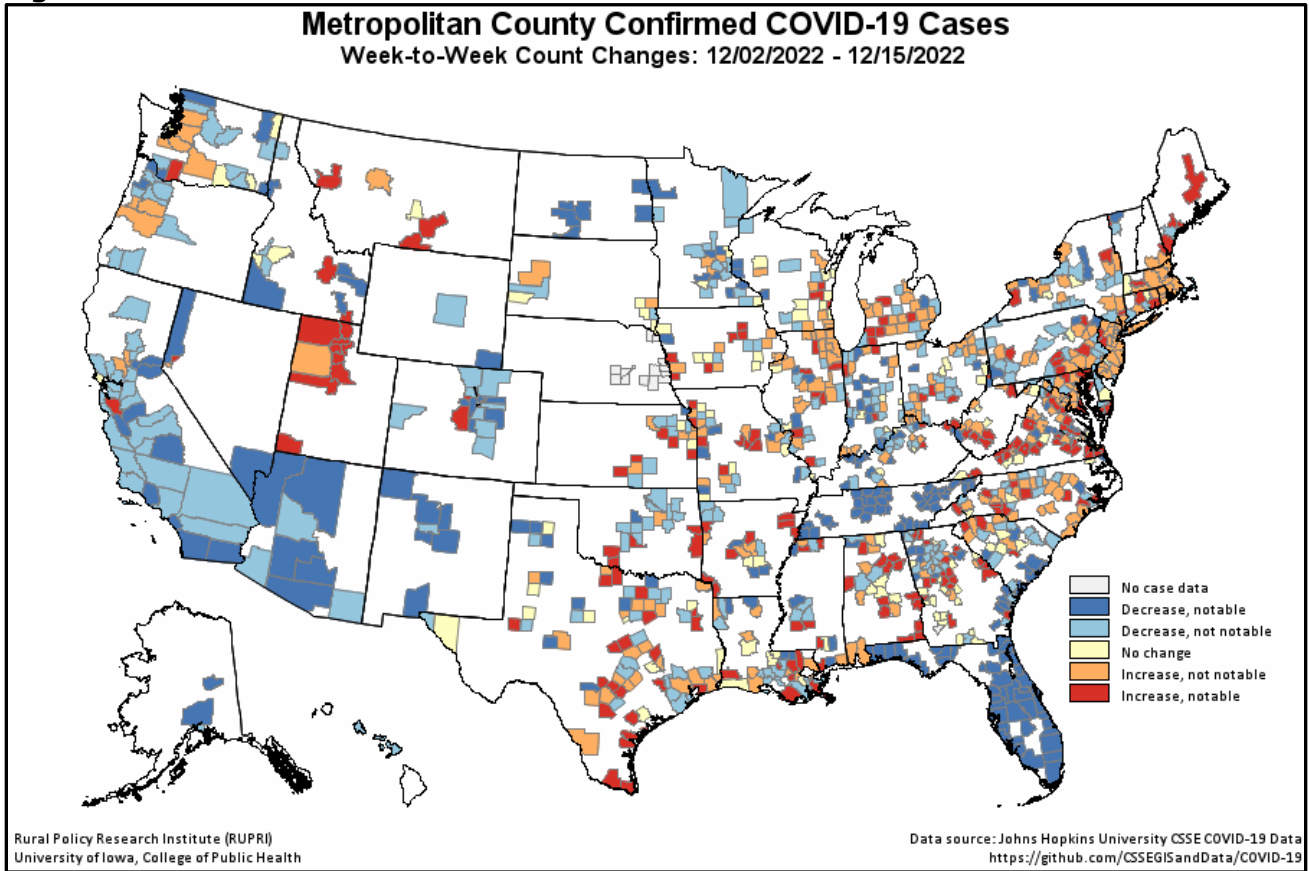 Metropolitan County Confirmed COVID-19 Cases
Week-to-Week Count Changes: 12/02/2022 - 12/15/2022
No case data
Decrease, notable
Decrease, not notable
No change
Increase, not notable
Increase, notable
Rural Policy Research Institute (RUPRI)
University of Iowa, College of Public Health
Data source: Johns Hopkins University CSSE COVID-19 Data
https://github.com/CSSEGISandData/COVID-19